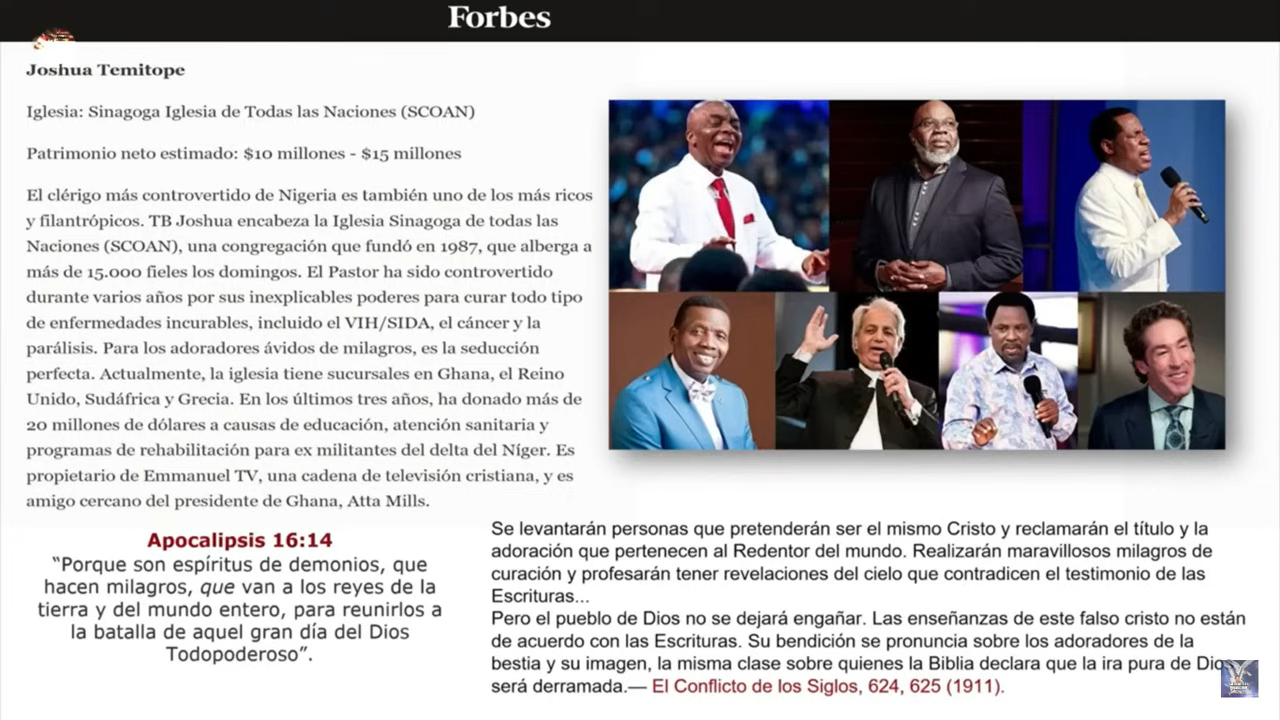 Forbes
Joshua Temitope
Iglesia: Sinagoga Iglesia de Todas las Naciones (SCOAN)
Patrimonio neto estimado: $10 millones - $15 millones
El clérigo más controvertido de Nigeria es también uno de los más ricos
y filantrópicos. TB Joshua encabeza la Iglesia Sinagoga de todas las
Naciones (SCOAN), una congregación que fundó en 1987, que alberga a
más de 15.000 fieles los domingos. El Pastor ha sido controvertido
durante varios años por sus inexplicables poderes para curar todo tipo
de enfermedades incurables, incluido el VIH/SIDA, el cáncer y la
parálisis. Para los adoradores ávidos de milagros, es la seducción
perfecta. Actualmente, la iglesia tiene sucursales en Ghana, el Reino
Unido, Sudáfrica y Grecia. En los últimos tres años, ha donado más de
20 millones de dólares a causas de educación, atención sanitaria y
programas de rehabilitación para ex militantes del delta del Níger. Es
propietario de Emmanuel TV, una cadena de televisión cristiana, y es
amigo cercano del presidente de Ghana, Atta Mills.
Apocalipsis 16:14
“Porque son espíritus de demonios, que
hacen milagros, que van a los reyes de la
tierra y del mundo entero, para reunirlos a
la batalla de aquel gran día del Dios
Todopoderoso”.
Se levantarán personas que pretenderán ser el mismo Cristo y reclamarán el título y la
adoración que pertenecen al Redentor del mundo. Realizarán maravillosos milagros de
curación y profesarán tener revelaciones del cielo que contradicen el testimonio de las
Escrituras...
Pero el pueblo de Dios no se dejará engañar. Las enseñanzas de este falso cristo no están
de acuerdo con las Escrituras. Su bendición se pronuncia sobre los adoradores de la
bestia y su imagen, la misma clase sobre quienes la Biblia declara que la ira pura de Dios
será derramada.— El Conflicto de los Siglos, 624, 625 (1911).